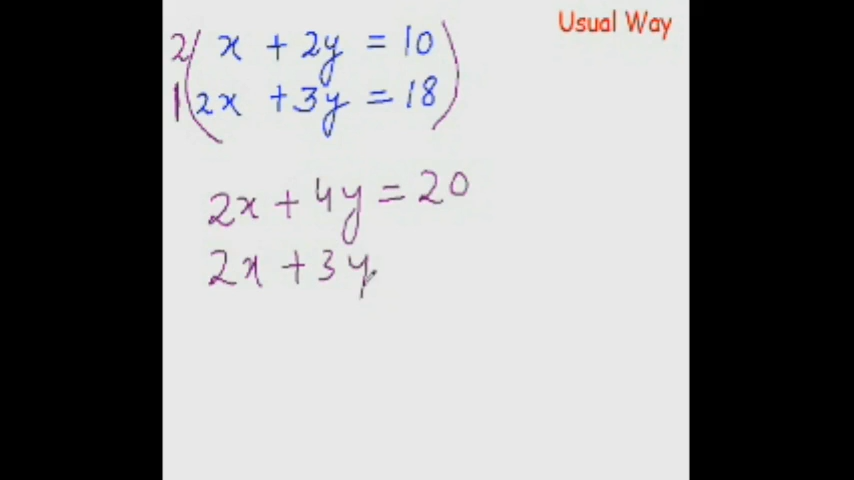 Usual Way
2( x + 2y = 10 )
1( 2x + 3y = 18 )
2x + 4y = 20
2x + 3y